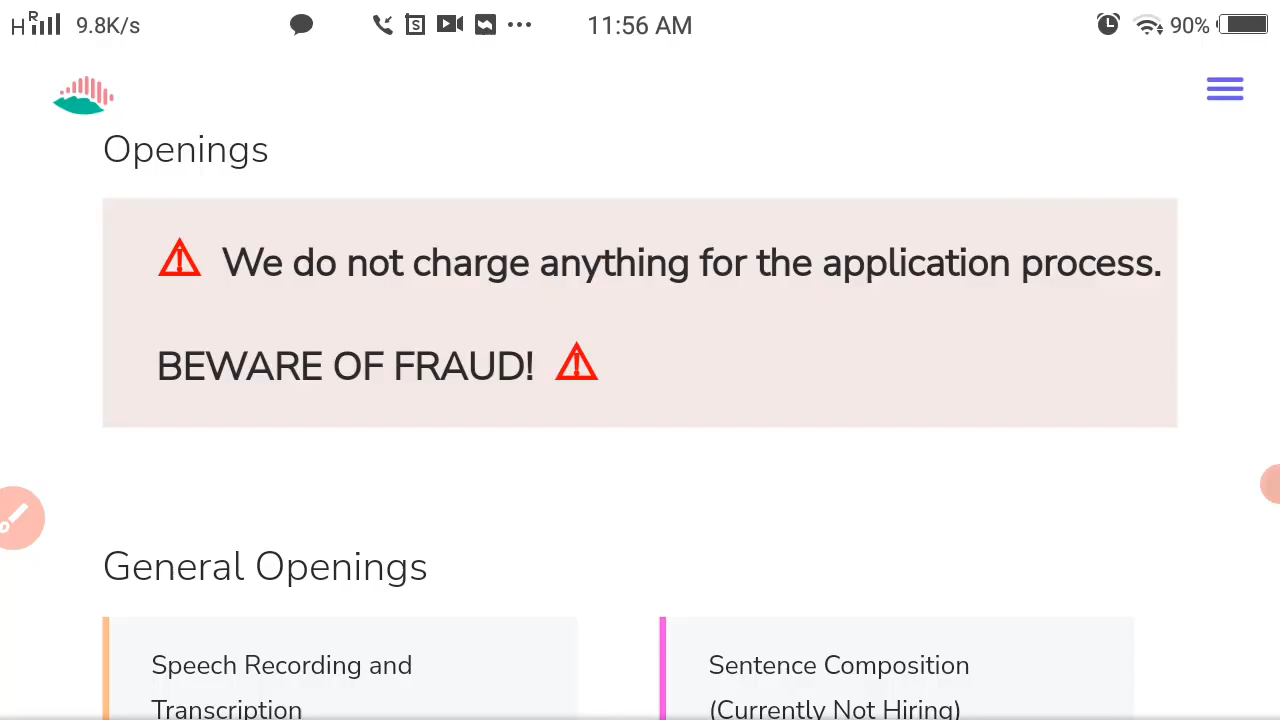 H R 9.8K/s 11:56 AM 90%
Openings
We do not charge anything for the application process.
BEWARE OF FRAUD!
General Openings
Speech Recording and
Transcription
Sentence Composition
(Currently Not Hiring)